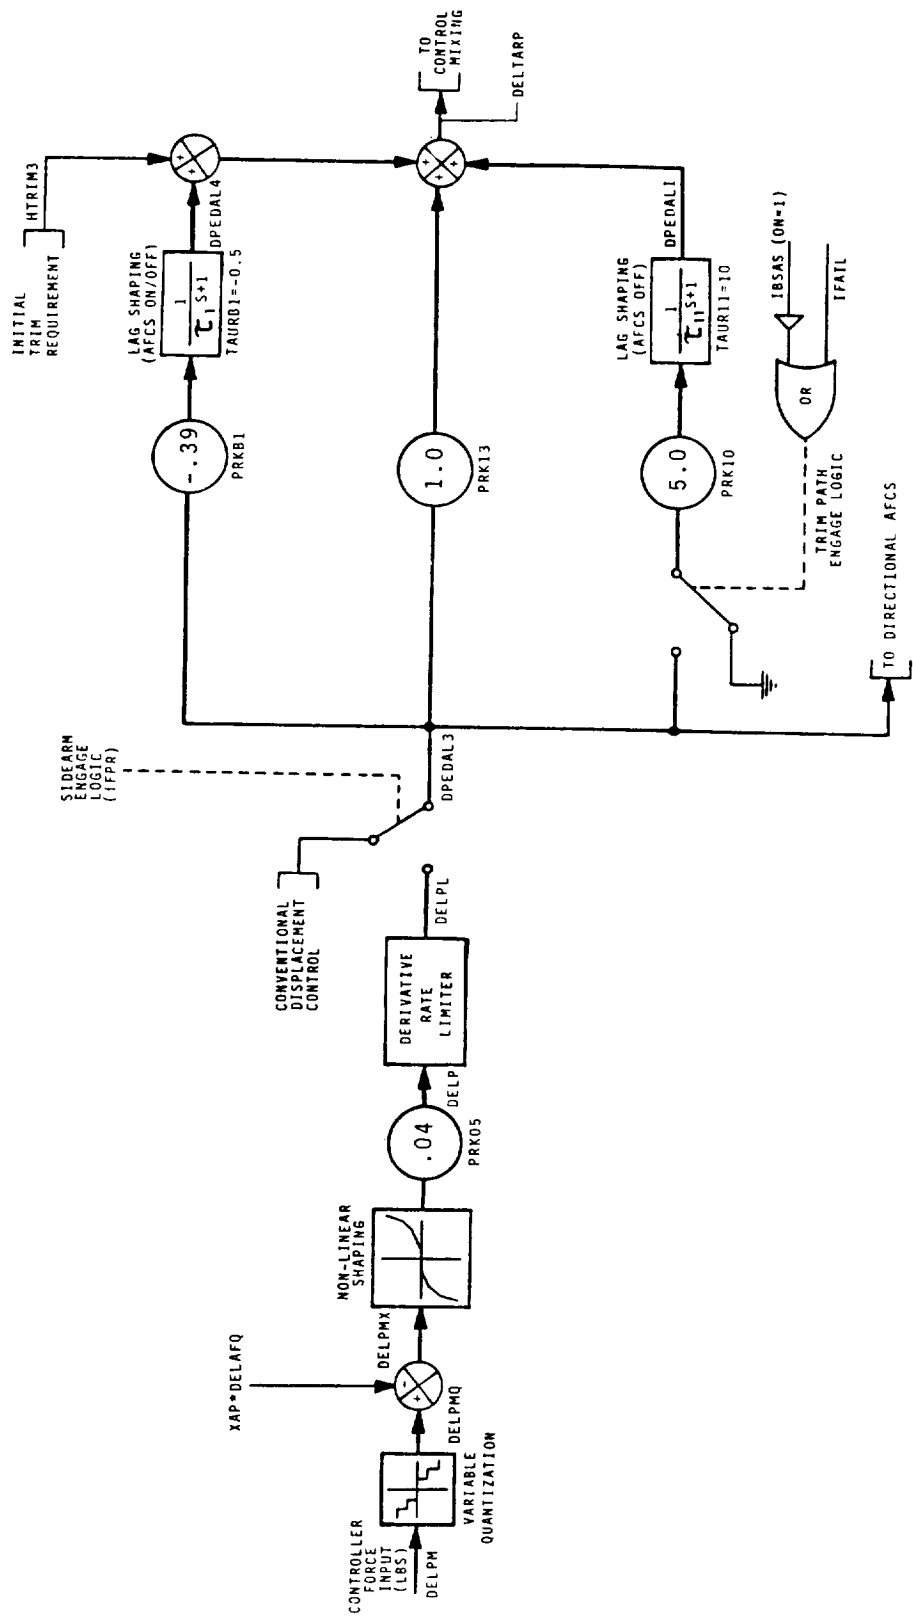 CONTROLLER
FORCE
INPUT
(LBS)
DELPM
VARIABLE
QUANTIZATION
DELPMQ
XAP*DELAFQ
+
-
DELPMX
NON-LINEAR
SHAPING
.04
PRK05
DELP
DERIVATIVE
RATE
LIMITER
DELPL
CONVENTIONAL
DISPLACEMENT
CONTROL
SIDEARM
ENGAGE
LOGIC
(IFPR)
DPEDAL3
-.39
PRKB1
LAG SHAPING
(AFCS ON/OFF)
1
τ1 S+1
TAURB1=-0.5
INITIAL
TRIM
REQUIREMENT
HTRIM3
+
+
DPEDAL4
1.0
PRK13
5.0
PRK10
LAG SHAPING
(AFCS OFF)
1
τ11 S+1
TAUR11=10
DPEDAL1
+
+
+
TO
CONTROL
MIXING
DELTARP
TRIM PATH
ENGAGE LOGIC
OR
IBSAS (ON=1)
IFAIL
TO DIRECTIONAL AFCS